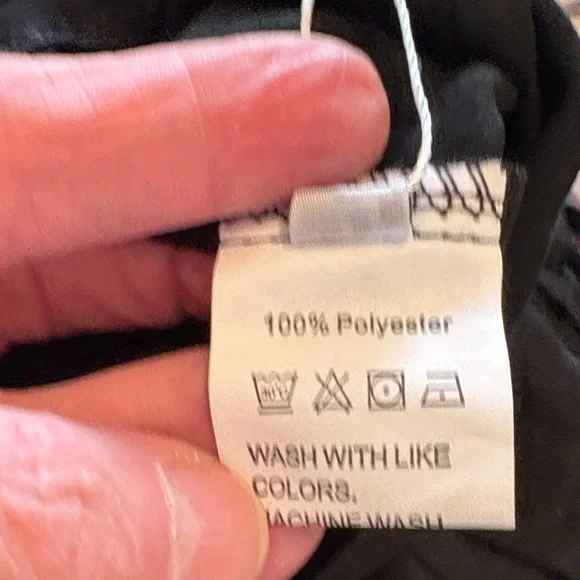 100% Polyester
WASH WITH LIKE
COLORS.
MACHINE WASH